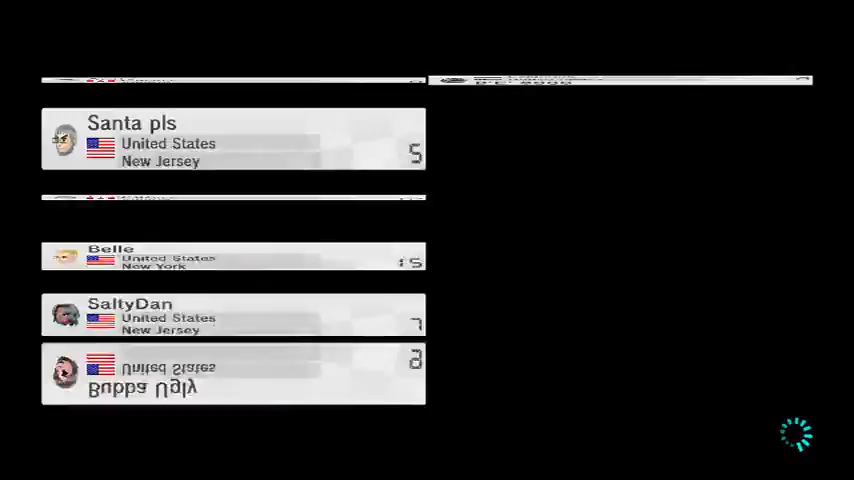 Santa pls
United States
New Jersey
5
Belle
United States
New York
15
SaltyDan
United States
New Jersey
7
United States
Bubba Ugly